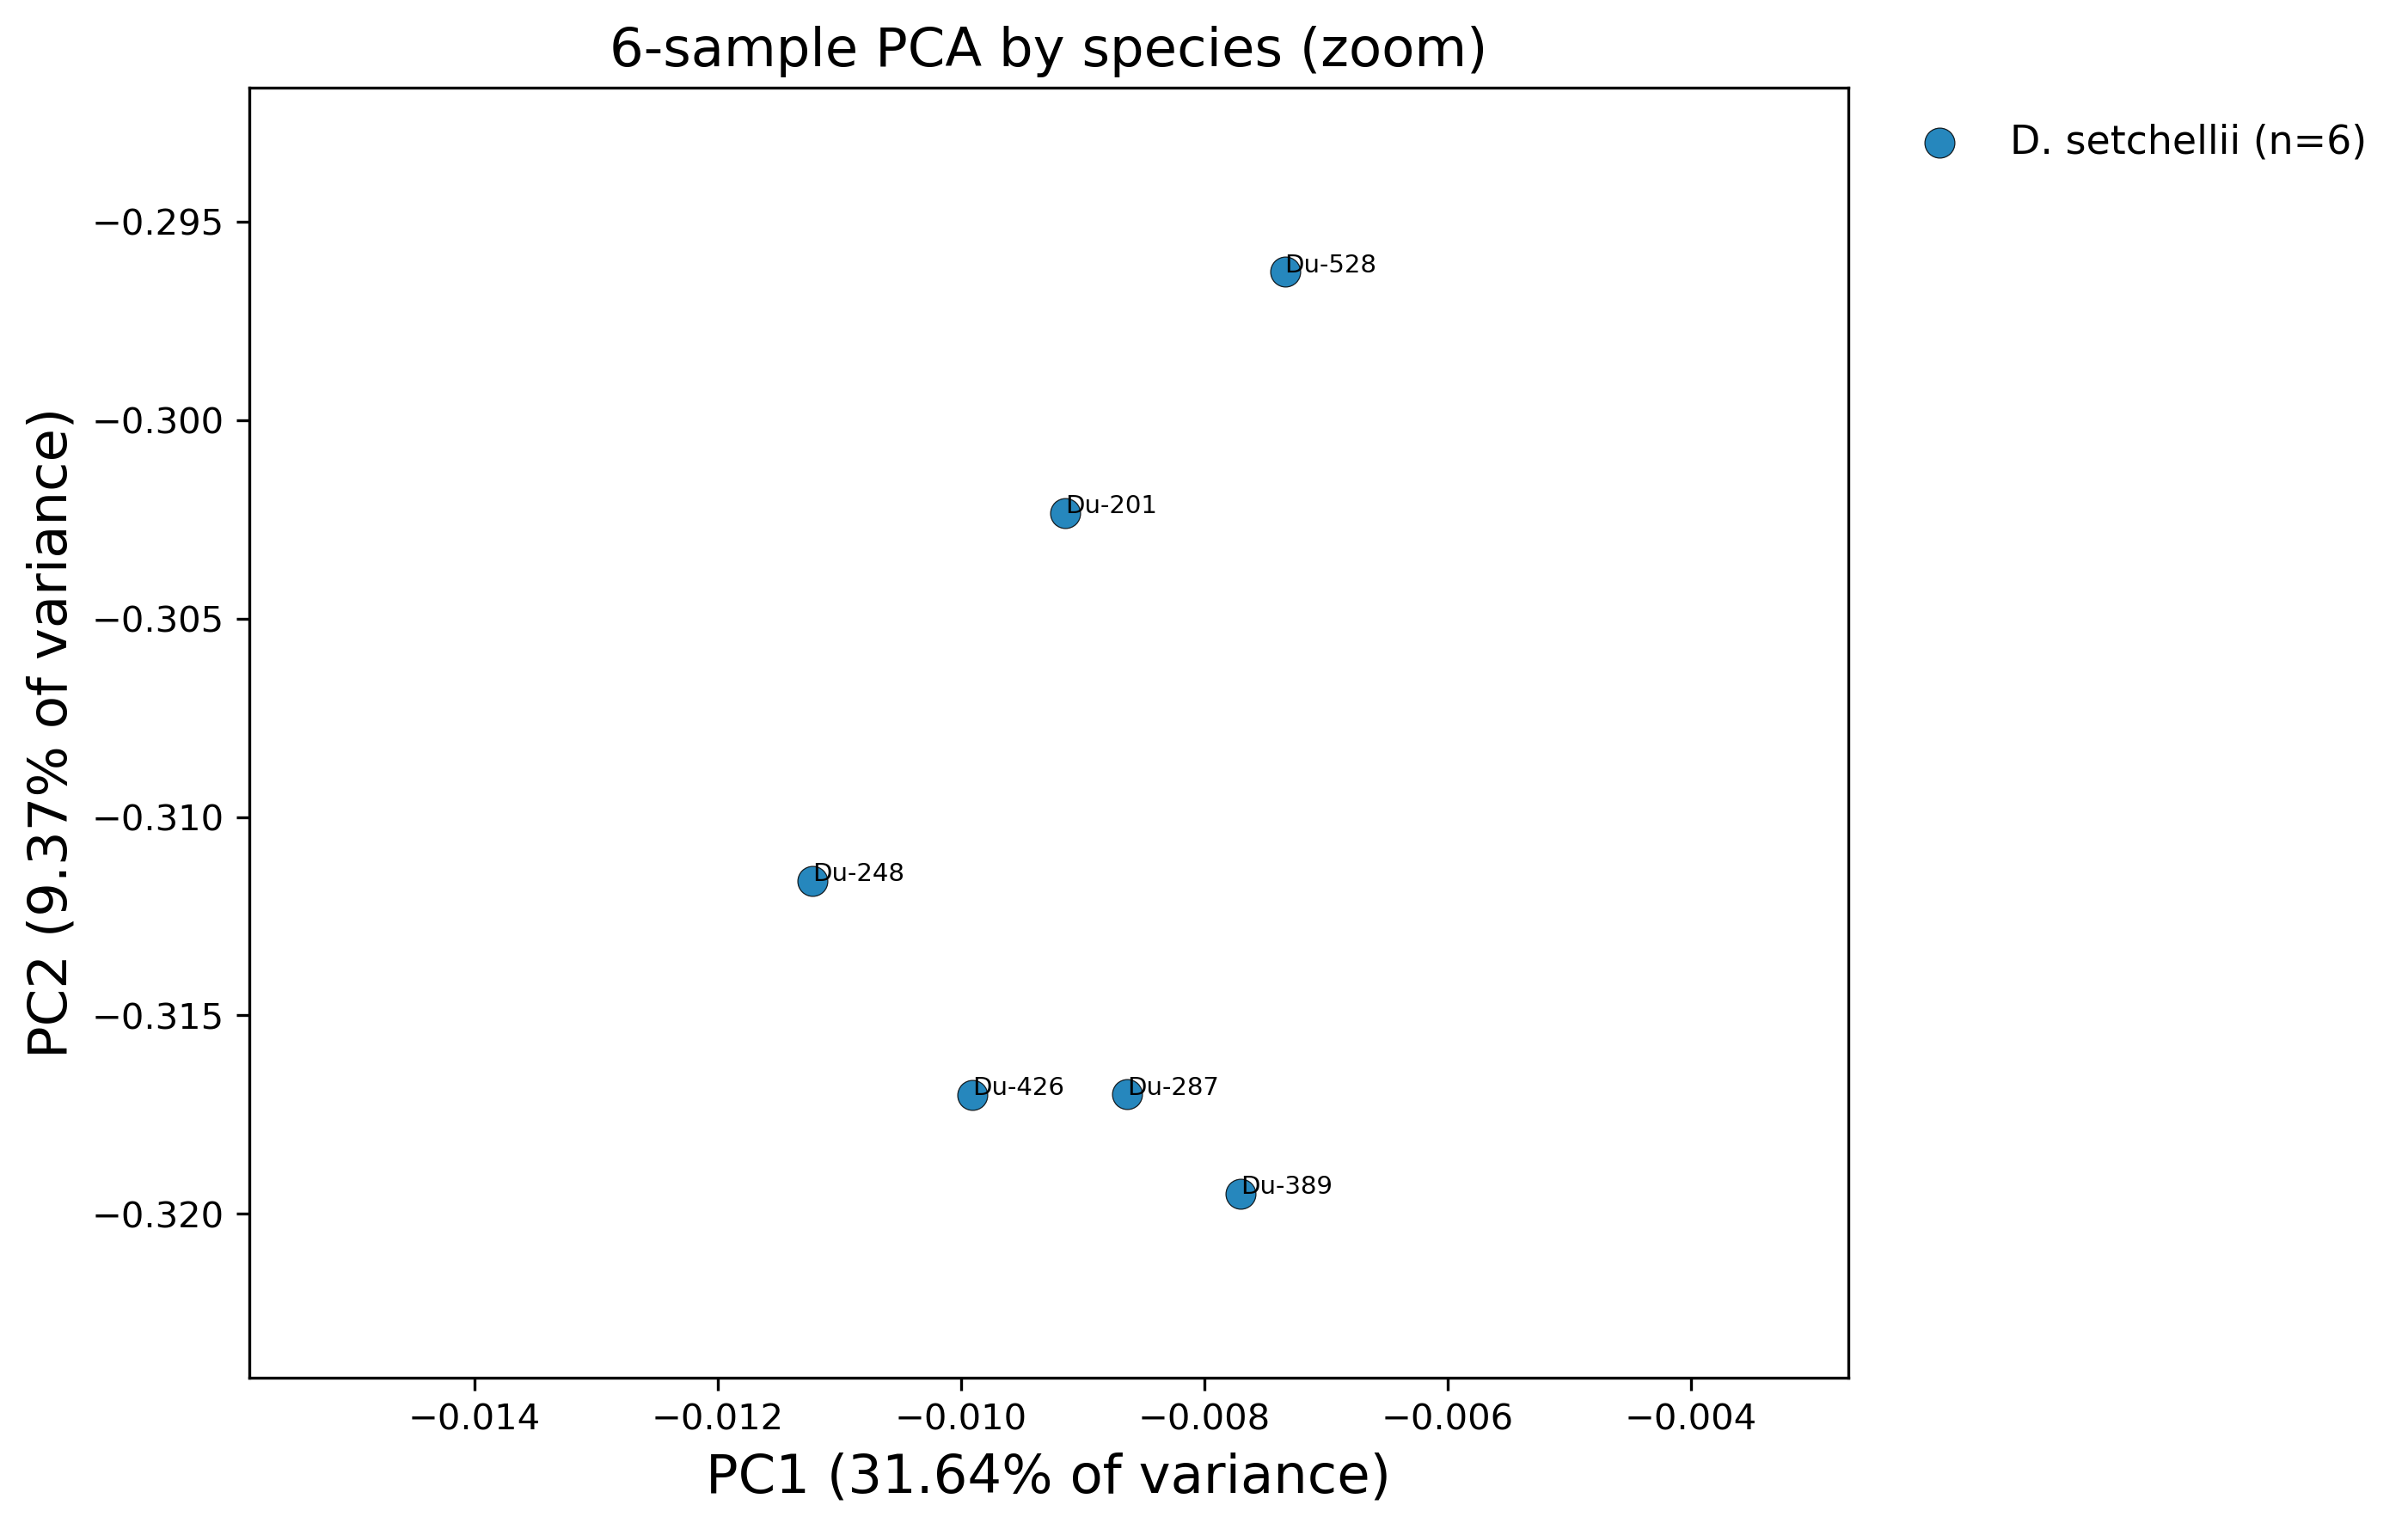 6-sample PCA by species (zoom)
D. setchellii (n=6)
−0.295
−0.300
−0.305
−0.310
−0.315
−0.320
PC2 (9.37% of variance)
Du-528
Du-201
Du-248
Du-426
Du-287
Du-389
−0.014
−0.012
−0.010
−0.008
−0.006
−0.004
PC1 (31.64% of variance)